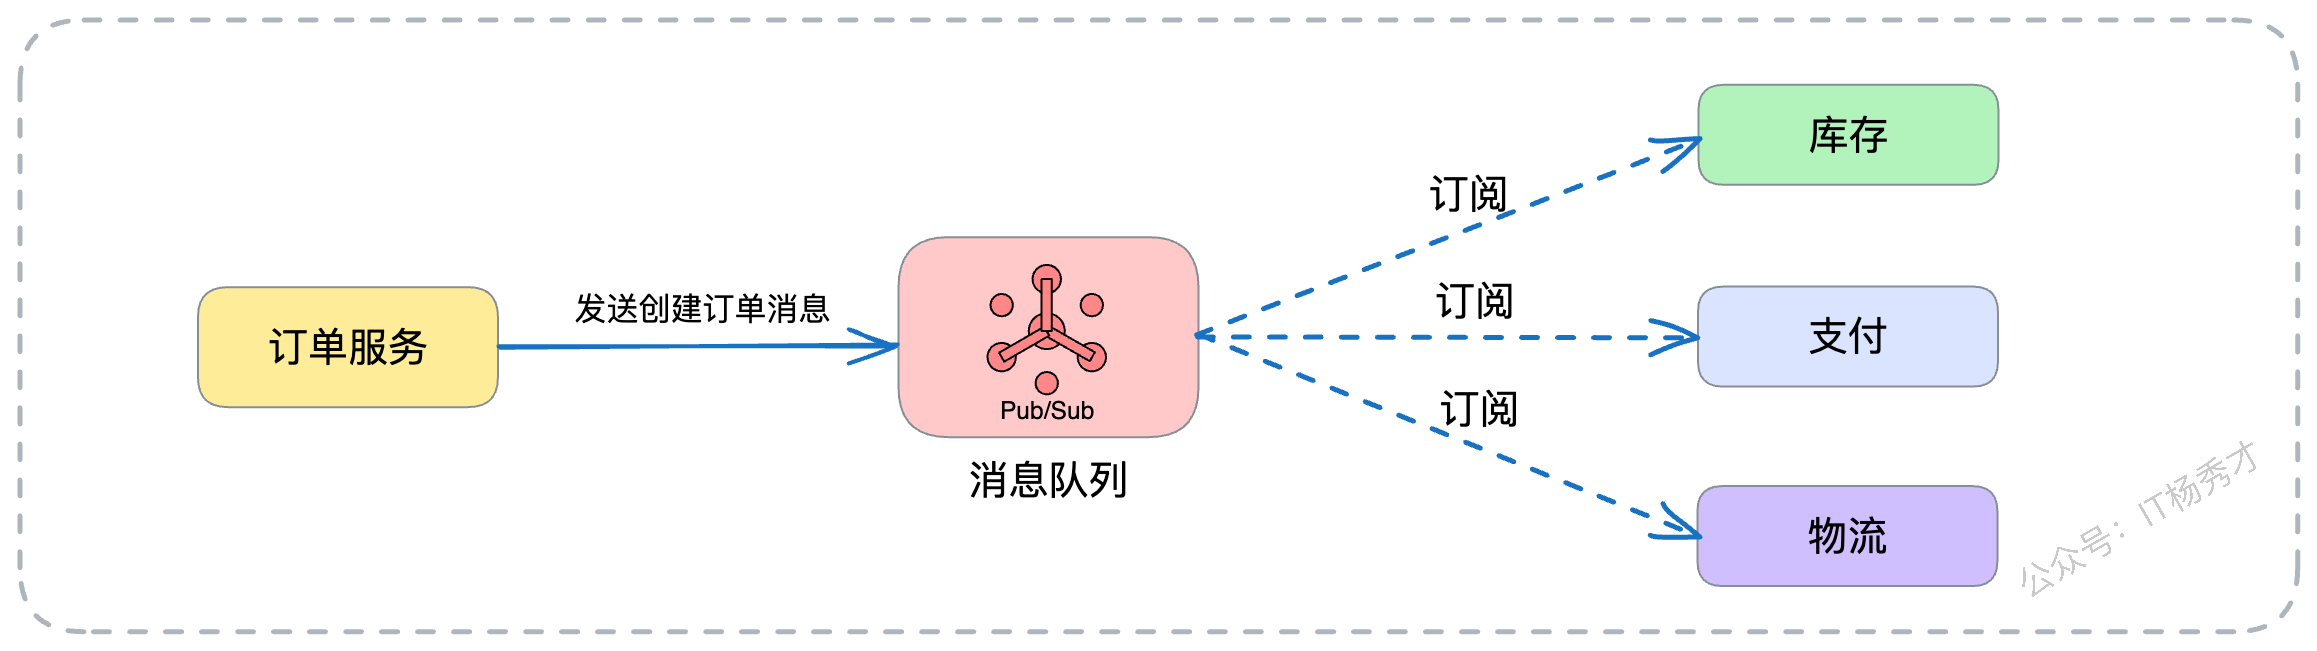 订单服务
发送创建订单消息
Pub/Sub
消息队列
订阅
订阅
订阅
库存
支付
物流
公众号：IT杨秀才